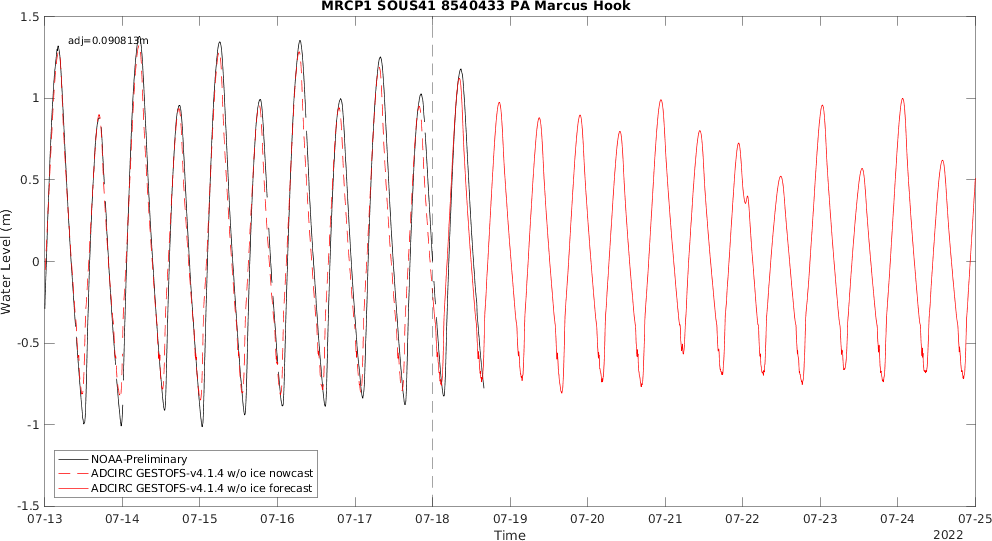 MRCP1 SOUS41 8540433 PA Marcus Hook
adj=0.090813m
1.5
1
0.5
0
-0.5
-1
-1.5
Water Level (m)
NOAA-Preliminary
ADCIRC GESTOFS-v4.1.4 w/o ice nowcast
ADCIRC GESTOFS-v4.1.4 w/o ice forecast
07-13 07-14 07-15 07-16 07-17 07-18 07-19 07-20 07-21 07-22 07-23 07-24 07-25
Time
2022